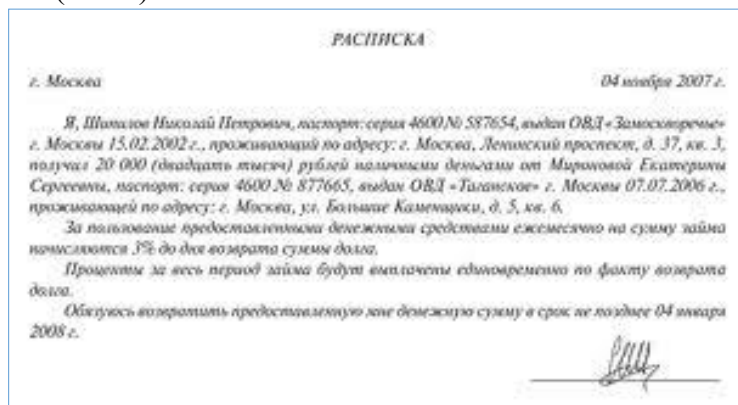 РАСПИСКА
г. Москва 04 ноября 2007 г.
Я, Шипилов Николай Петрович, паспорт: серия 4600 № 587654, выдан ОВД «Замоскворечье»
г. Москвы 15.02.2002 г., проживающий по адресу: г. Москва, Ленинский проспект, д. 37, кв. 3,
получил 20 000 (двадцать тысяч) рублей наличными деньгами от Мироновой Екатерины
Сергеевны, паспорт: серия 4600 № 877665, выдан ОВД «Таганское» г. Москвы 07.07.2006 г.,
проживающей по адресу: г. Москва, ул. Большие Каменщики, д. 5, кв. 6.
За пользование предоставленными денежными средствами ежемесячно на сумму займа
начисляются 3% до дня возврата суммы долга.
Проценты за весь период займа будут выплачены единовременно по факту возврата
долга.
Обязуюсь возвратить предоставленную мне денежную сумму в срок не позднее 04 января
2008 г.